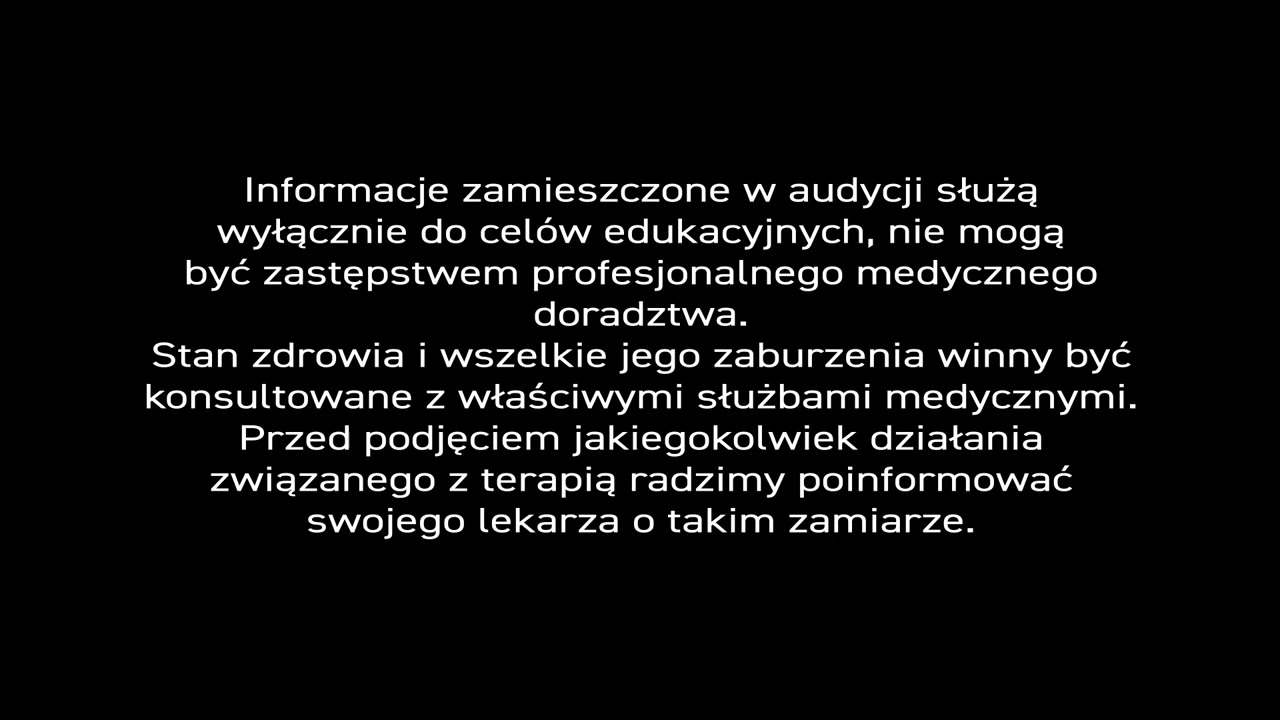 Informacje zamieszczone w audycji służą
wyłącznie do celów edukacyjnych, nie mogą
być zastępstwem profesjonalnego medycznego
doradztwa.
Stan zdrowia i wszelkie jego zaburzenia winny być
konsultowane z właściwymi służbami medycznymi.
Przed podjęciem jakiegokolwiek działania
związanego z terapią radzimy poinformować
swojego lekarza o takim zamiarze.